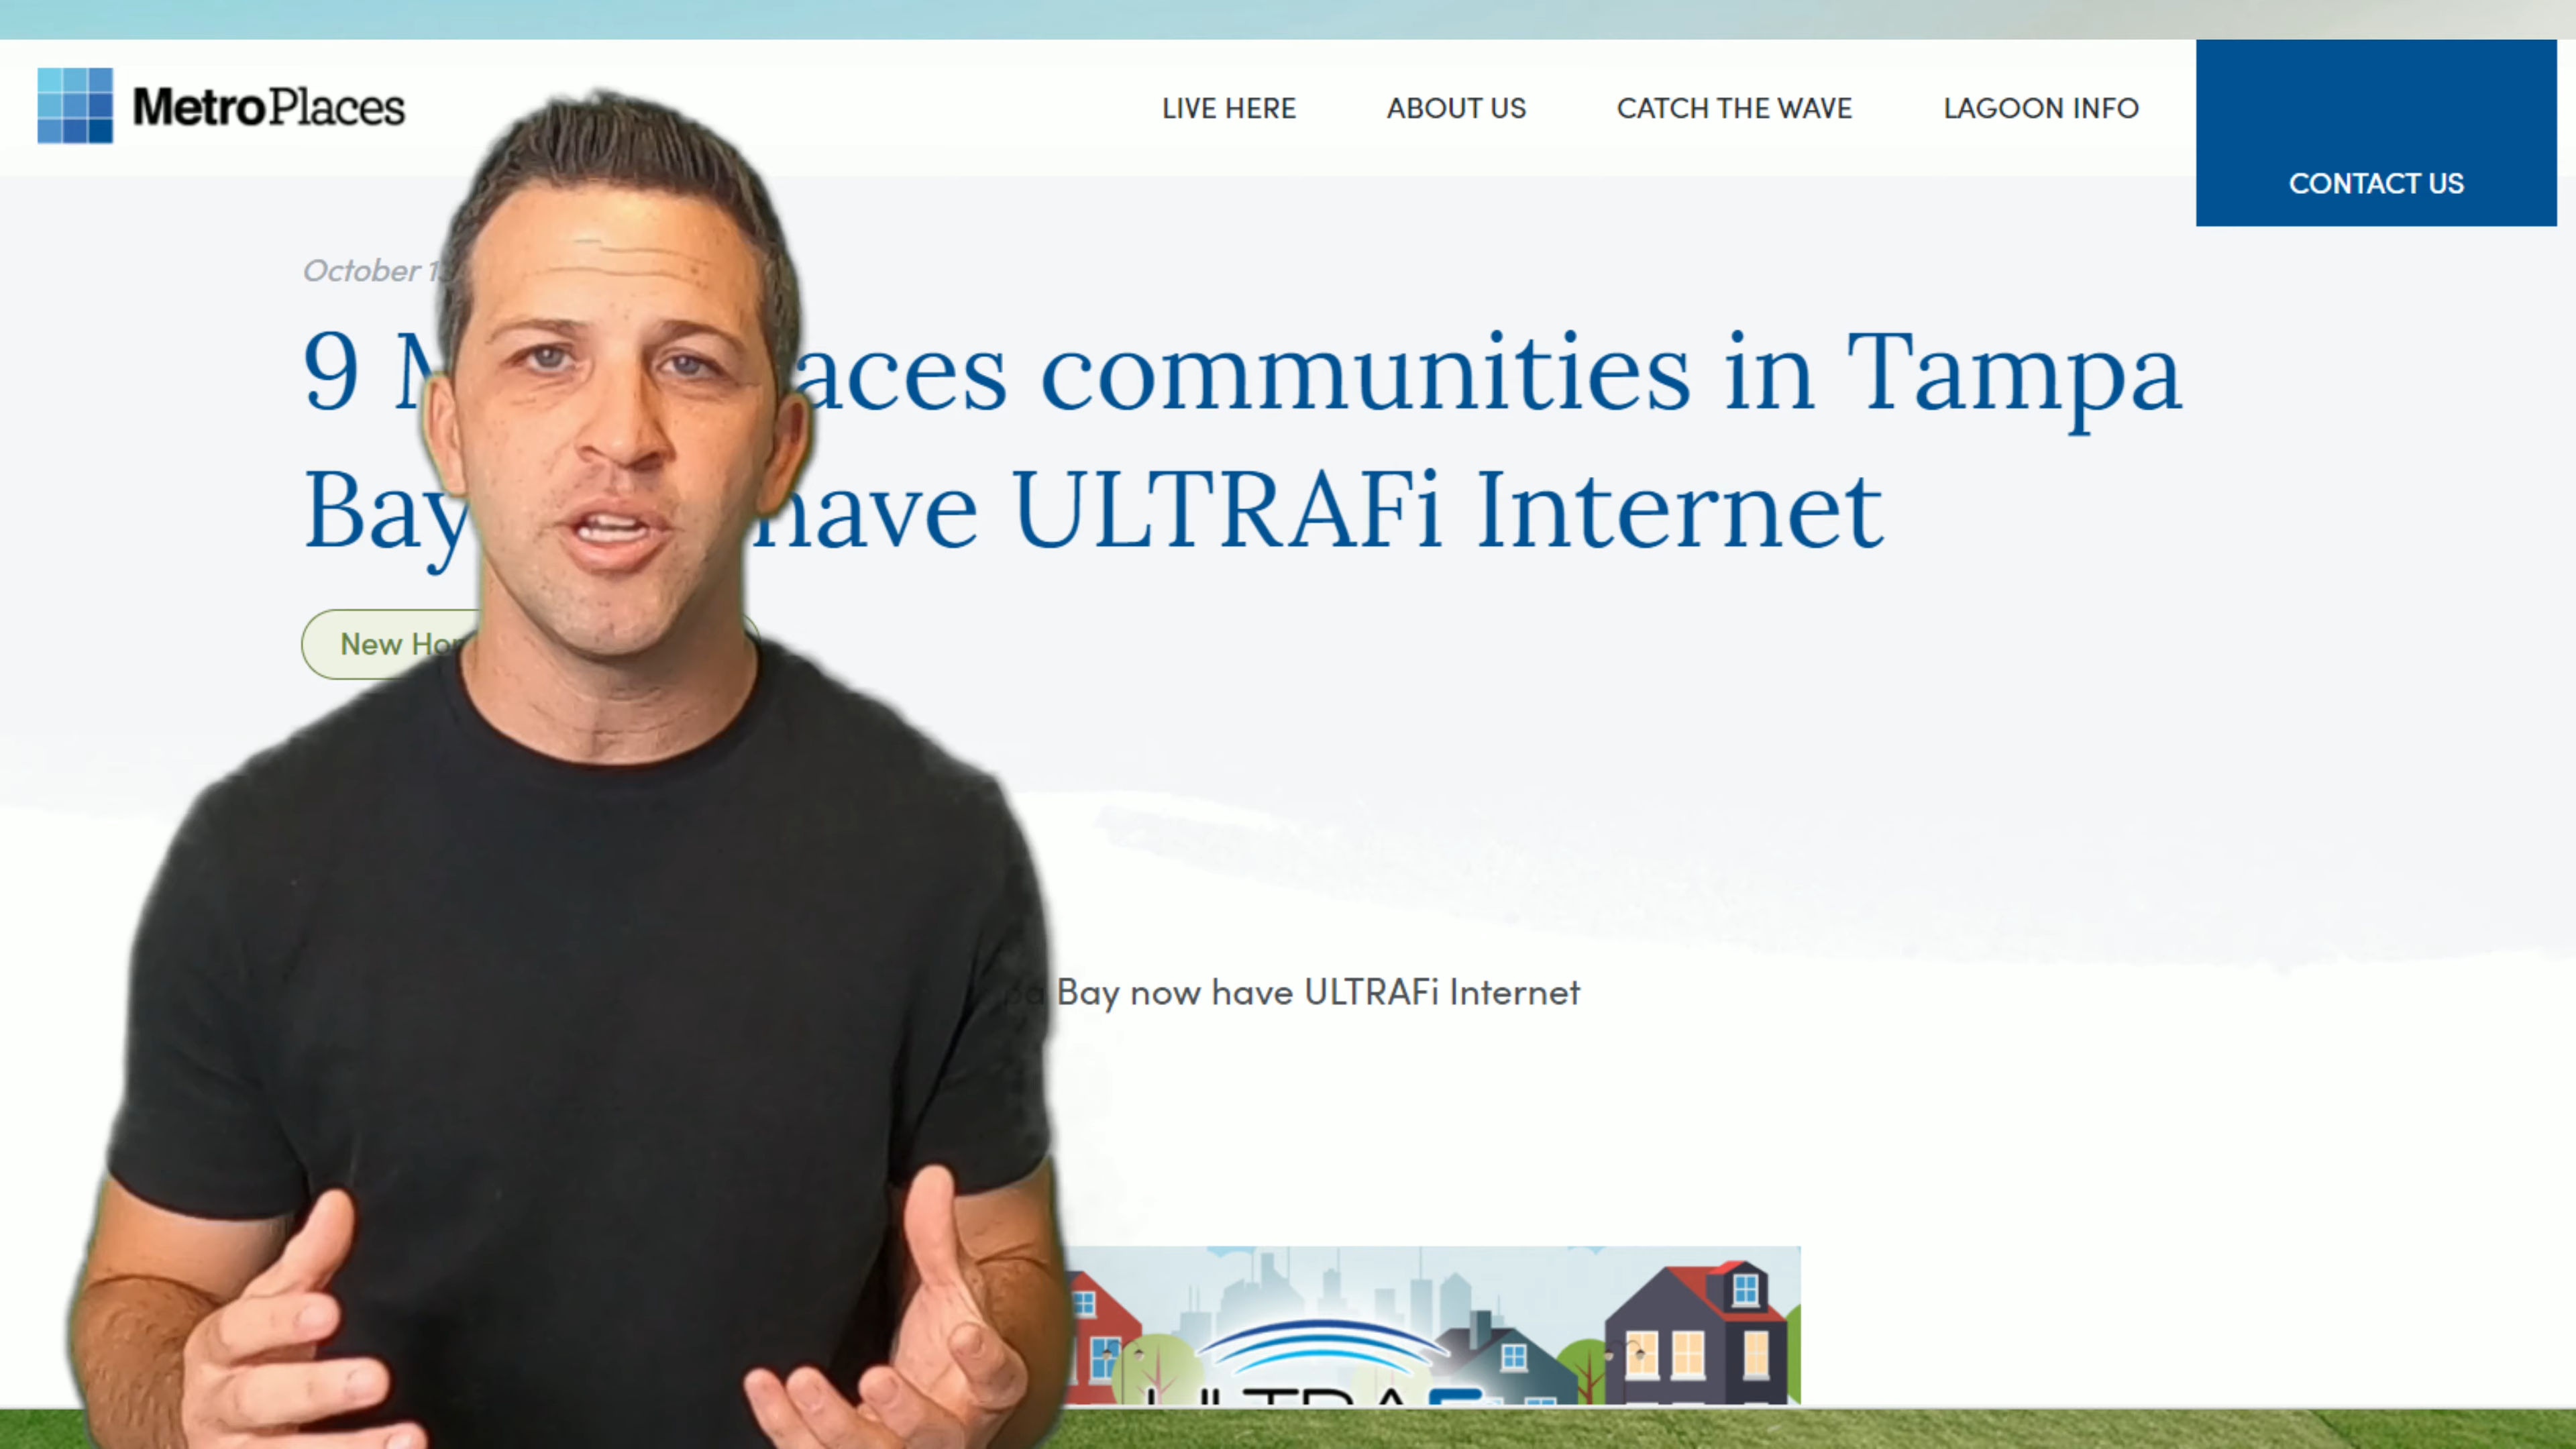 MetroPlaces
LIVE HERE
ABOUT US
CATCH THE WAVE
LAGOON INFO
CONTACT US
October
9 aces communities in Tampa
Bay have ULTRAFi Internet
New
Bay now have ULTRAFi Internet